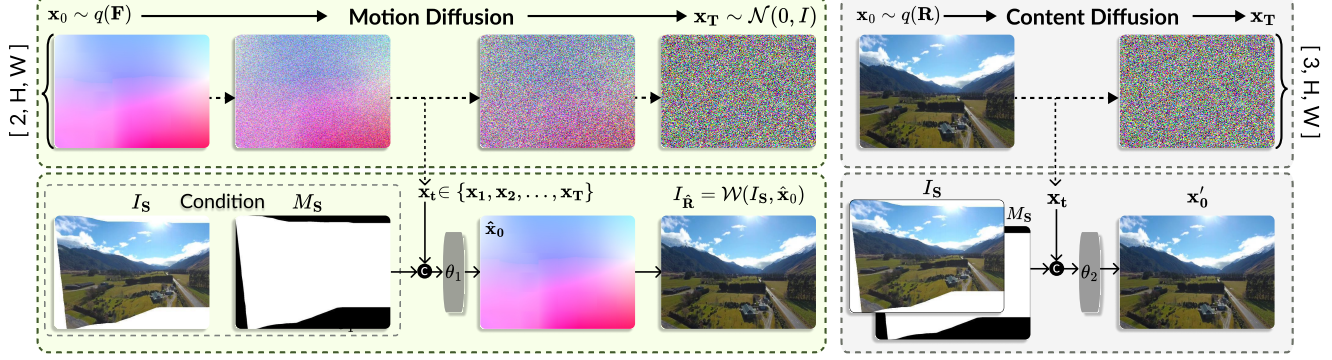 x₀ ∼ q(F) Motion Diffusion x_T ∼ 𝒩(0, I)
[ 2, H, W ]
I_S Condition M_S
x_t ∈ {x₁, x₂, . . . , x_T}
I_R̂ = 𝒲(I_S, x̂₀)
C θ₁ x̂₀
x₀ ∼ q(R) Content Diffusion x_T
[ 3, H, W ]
I_S M_S x_t x₀′
C θ₂